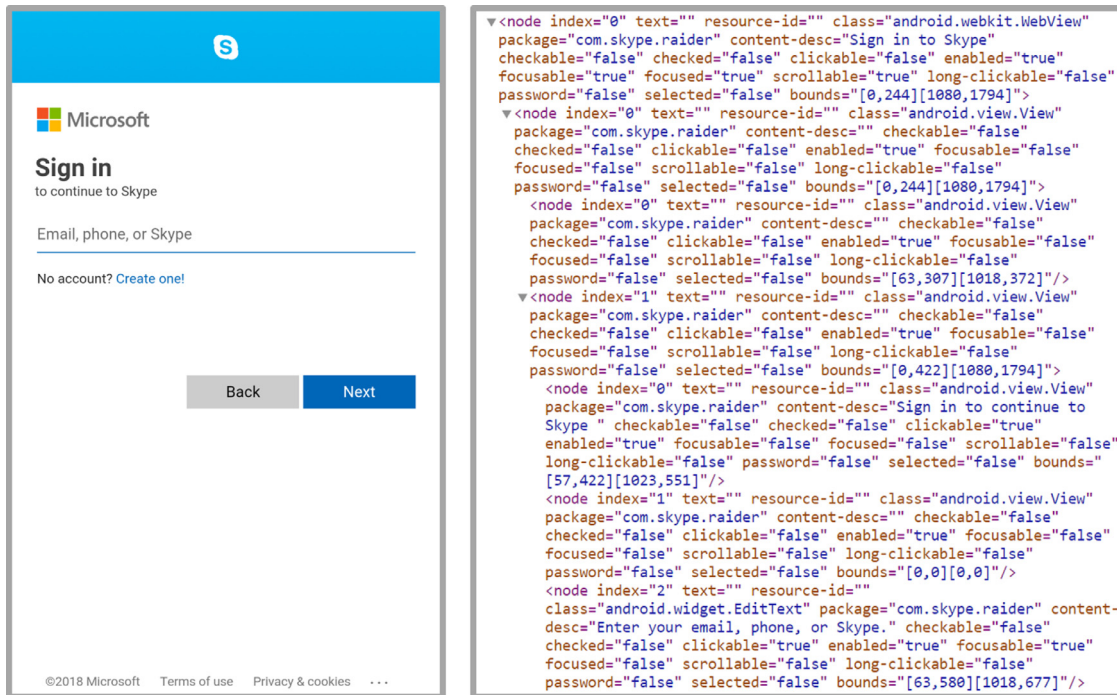 S
Microsoft
Sign in
to continue to Skype
Email, phone, or Skype
No account? Create one!
Back Next
©2018 Microsoft Terms of use Privacy & cookies ...
▼<node index="0" text="" resource-id="" class="android.webkit.WebView"
package="com.skype.raider" content-desc="Sign in to Skype"
checkable="false" checked="false" clickable="false" enabled="true"
focusable="true" focused="true" scrollable="true" long-clickable="false"
password="false" selected="false" bounds="[0,244][1080,1794]">
▼<node index="0" text="" resource-id="" class="android.view.View"
package="com.skype.raider" content-desc="" checkable="false"
checked="false" clickable="false" enabled="true" focusable="false"
focused="false" scrollable="false" long-clickable="false"
password="false" selected="false" bounds="[0,244][1080,1794]">
<node index="0" text="" resource-id="" class="android.view.View"
package="com.skype.raider" content-desc="" checkable="false"
checked="false" clickable="false" enabled="true" focusable="false"
focused="false" scrollable="false" long-clickable="false"
password="false" selected="false" bounds="[63,307][1018,372]"/>
▼<node index="1" text="" resource-id="" class="android.view.View"
package="com.skype.raider" content-desc="" checkable="false"
checked="false" clickable="false" enabled="true" focusable="false"
focused="false" scrollable="false" long-clickable="false"
password="false" selected="false" bounds="[0,422][1080,1794]">
<node index="0" text="" resource-id="" class="android.view.View"
package="com.skype.raider" content-desc="Sign in to continue to
Skype " checkable="false" checked="false" clickable="true"
enabled="true" focusable="false" focused="false" scrollable="false"
long-clickable="false" password="false" selected="false" bounds="
[57,422][1023,551]"/>
<node index="1" text="" resource-id="" class="android.view.View"
package="com.skype.raider" content-desc="" checkable="false"
checked="false" clickable="false" enabled="true" focusable="false"
focused="false" scrollable="false" long-clickable="false"
password="false" selected="false" bounds="[0,0][0,0]"/>
<node index="2" text="" resource-id=""
class="android.widget.EditText" package="com.skype.raider" content-
desc="Enter your email, phone, or Skype." checkable="false"
checked="false" clickable="true" enabled="true" focusable="true"
focused="false" scrollable="false" long-clickable="false"
password="false" selected="false" bounds="[63,580][1018,677]"/>